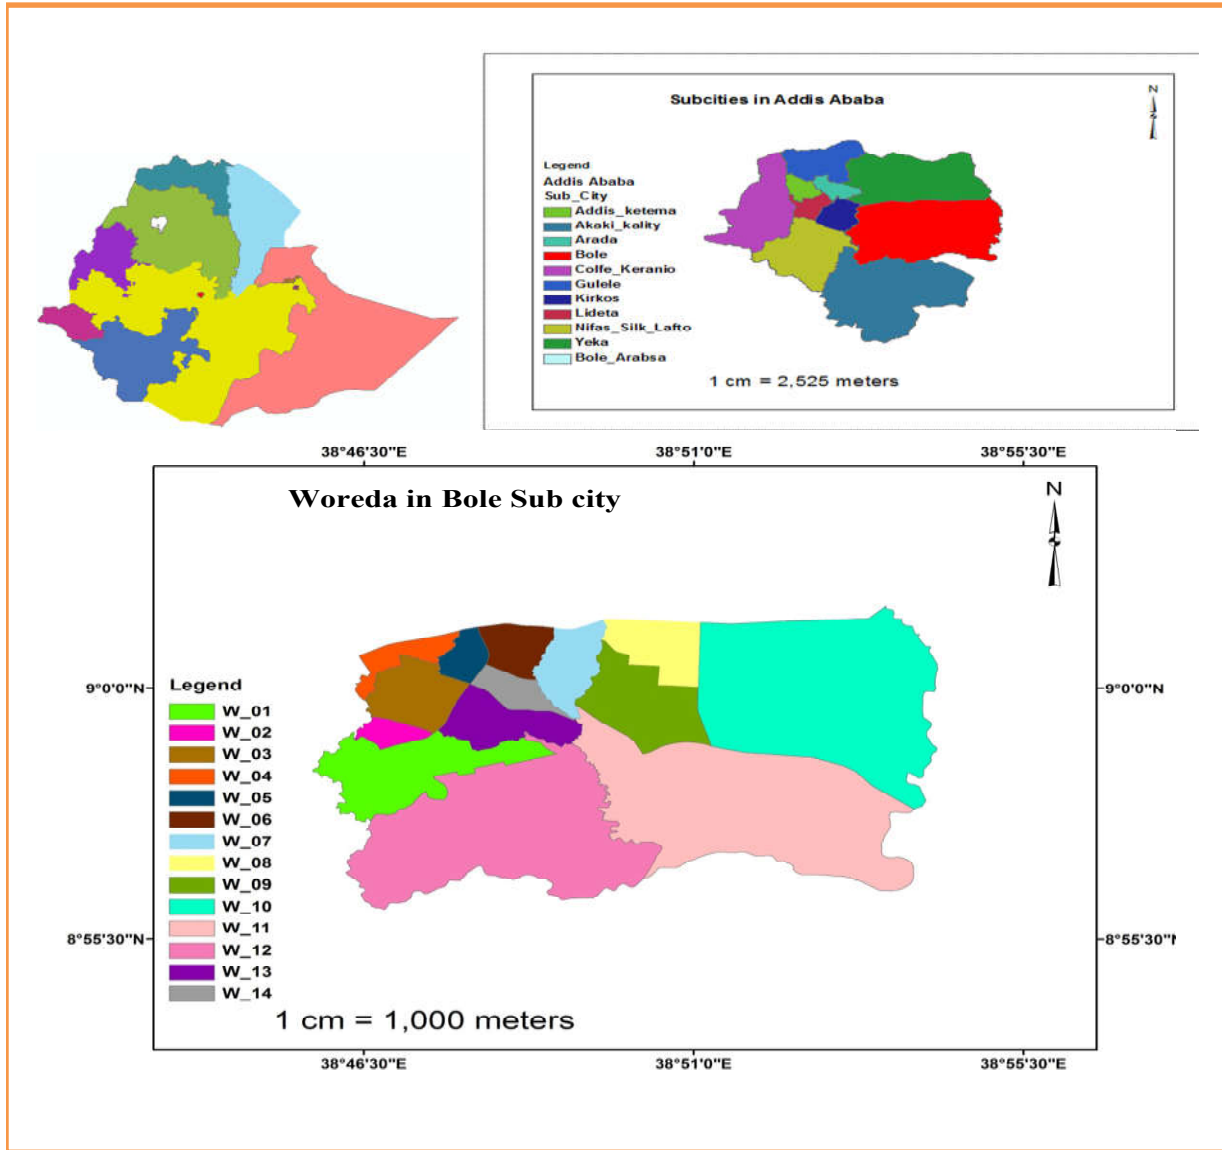 Subcities in Addis Ababa
N
Legend
Addis Ababa
Sub_City
Addis_ketema
Akaki_kality
Arada
Bole
Colfe_Keranio
Gulele
Kirkos
Lideta
Nifas_Silk_Lafto
Yeka
Bole_Arabsa
1 cm = 2,525 meters
38°46'30"E 38°51'0"E 38°55'30"E
Woreda in Bole Sub city
N
9°0'0"N 9°0'0"N
Legend
W_01
W_02
W_03
W_04
W_05
W_06
W_07
W_08
W_09
W_10
W_11
W_12
W_13
W_14
8°55'30"N 8°55'30"N
1 cm = 1,000 meters
38°46'30"E 38°51'0"E 38°55'30"E